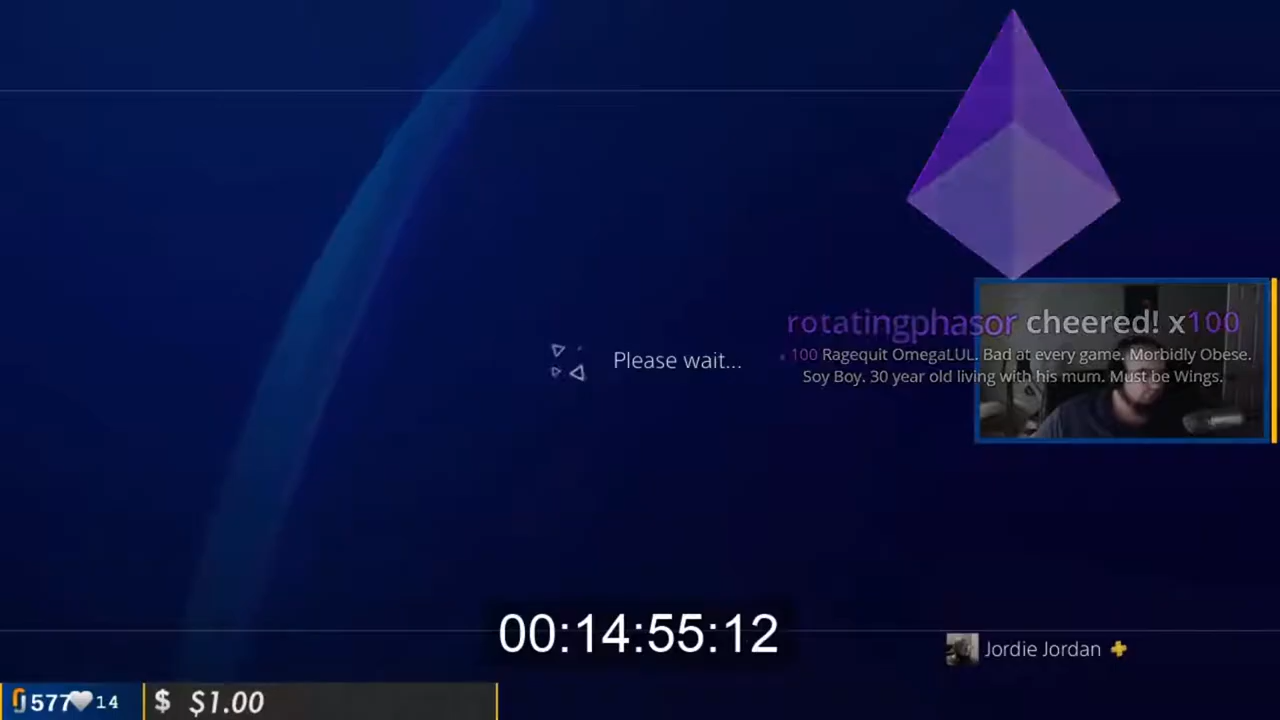 rotatingphasor cheered! x100
100 Ragequit OmegaLUL. Bad at every game. Morbidly Obese.
Soy Boy. 30 year old living with his mum. Must be Wings.
Please wait...
00:14:55:12
Jordie Jordan
577 14 $ $1.00